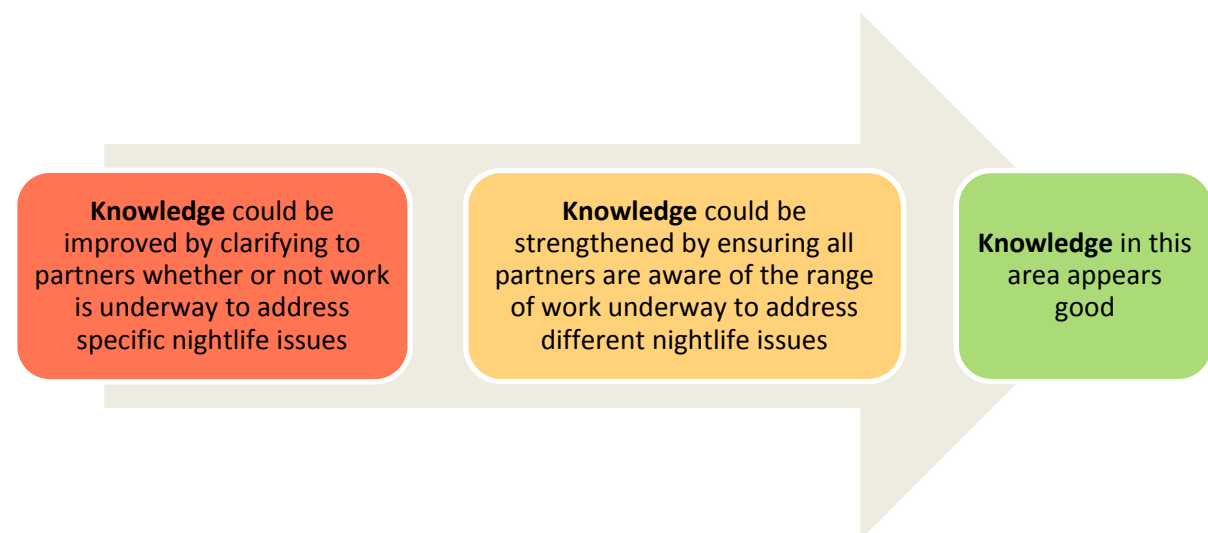 Knowledge could be
improved by clarifying to
partners whether or not work
is underway to address
specific nightlife issues
Knowledge could be
strengthened by ensuring all
partners are aware of the range
of work underway to address
different nightlife issues
Knowledge in this
area appears
good